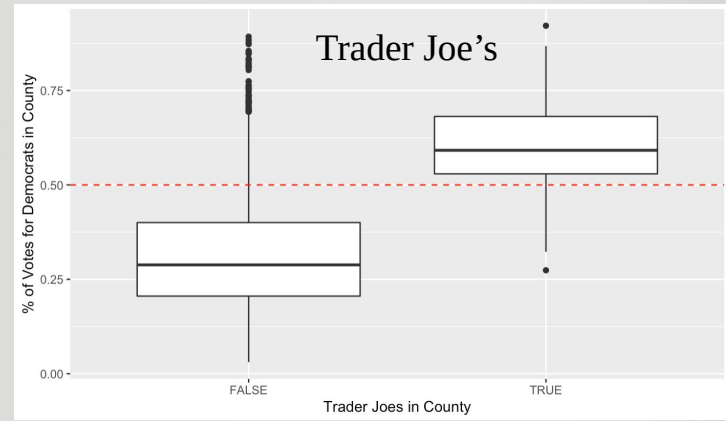 Trader Joe’s
% of Votes for Democrats in County
0.75
0.50
0.25
0.00
FALSE
TRUE
Trader Joes in County